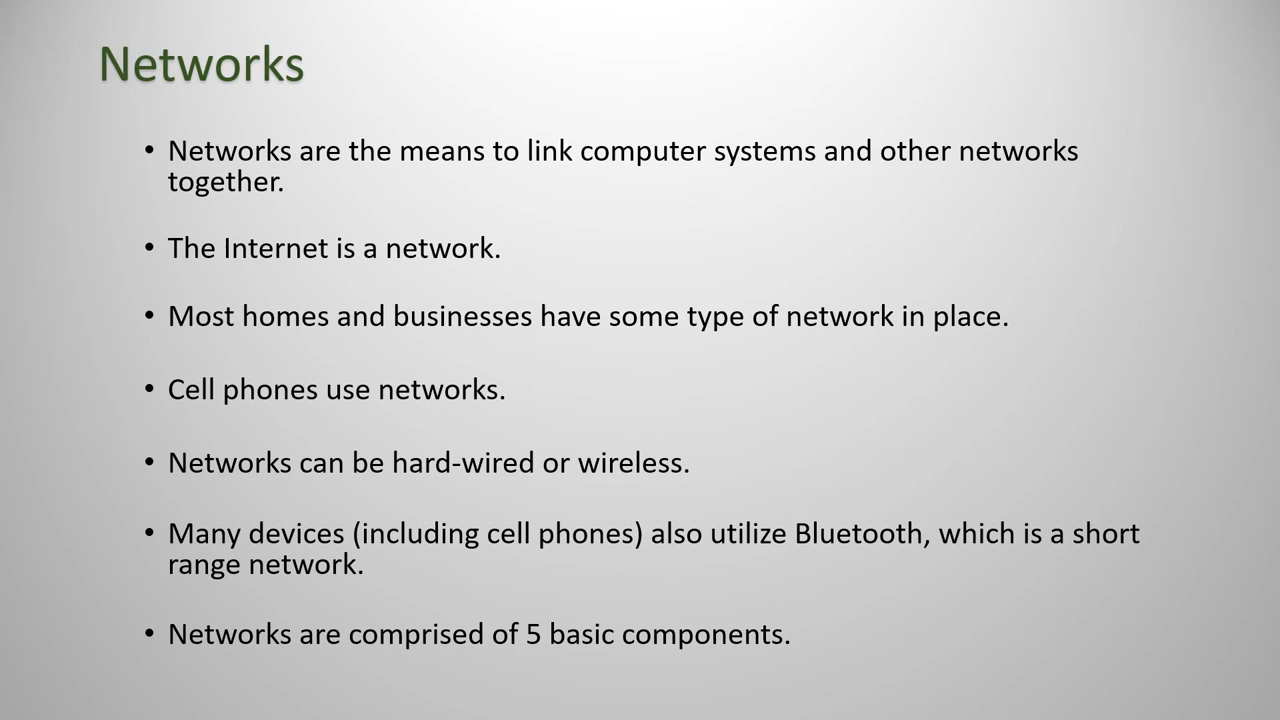 Networks
• Networks are the means to link computer systems and other networks
together.
• The Internet is a network.
• Most homes and businesses have some type of network in place.
• Cell phones use networks.
• Networks can be hard-wired or wireless.
• Many devices (including cell phones) also utilize Bluetooth, which is a short
range network.
• Networks are comprised of 5 basic components.